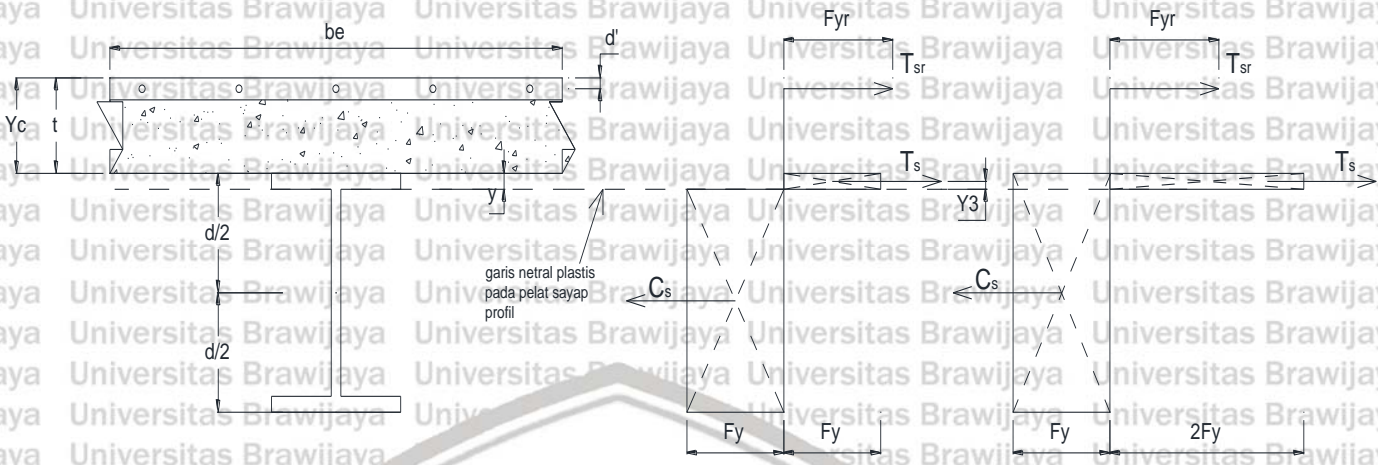 be
d'
Fyr
Fyr
Tsr
Tsr
Yc
t
y
Ts
Ts
Y3
d/2
garis netral plastis
pada pelat sayap
profil
Cs
Cs
d/2
Fy
Fy
Fy
2Fy
Universitas Brawijaya